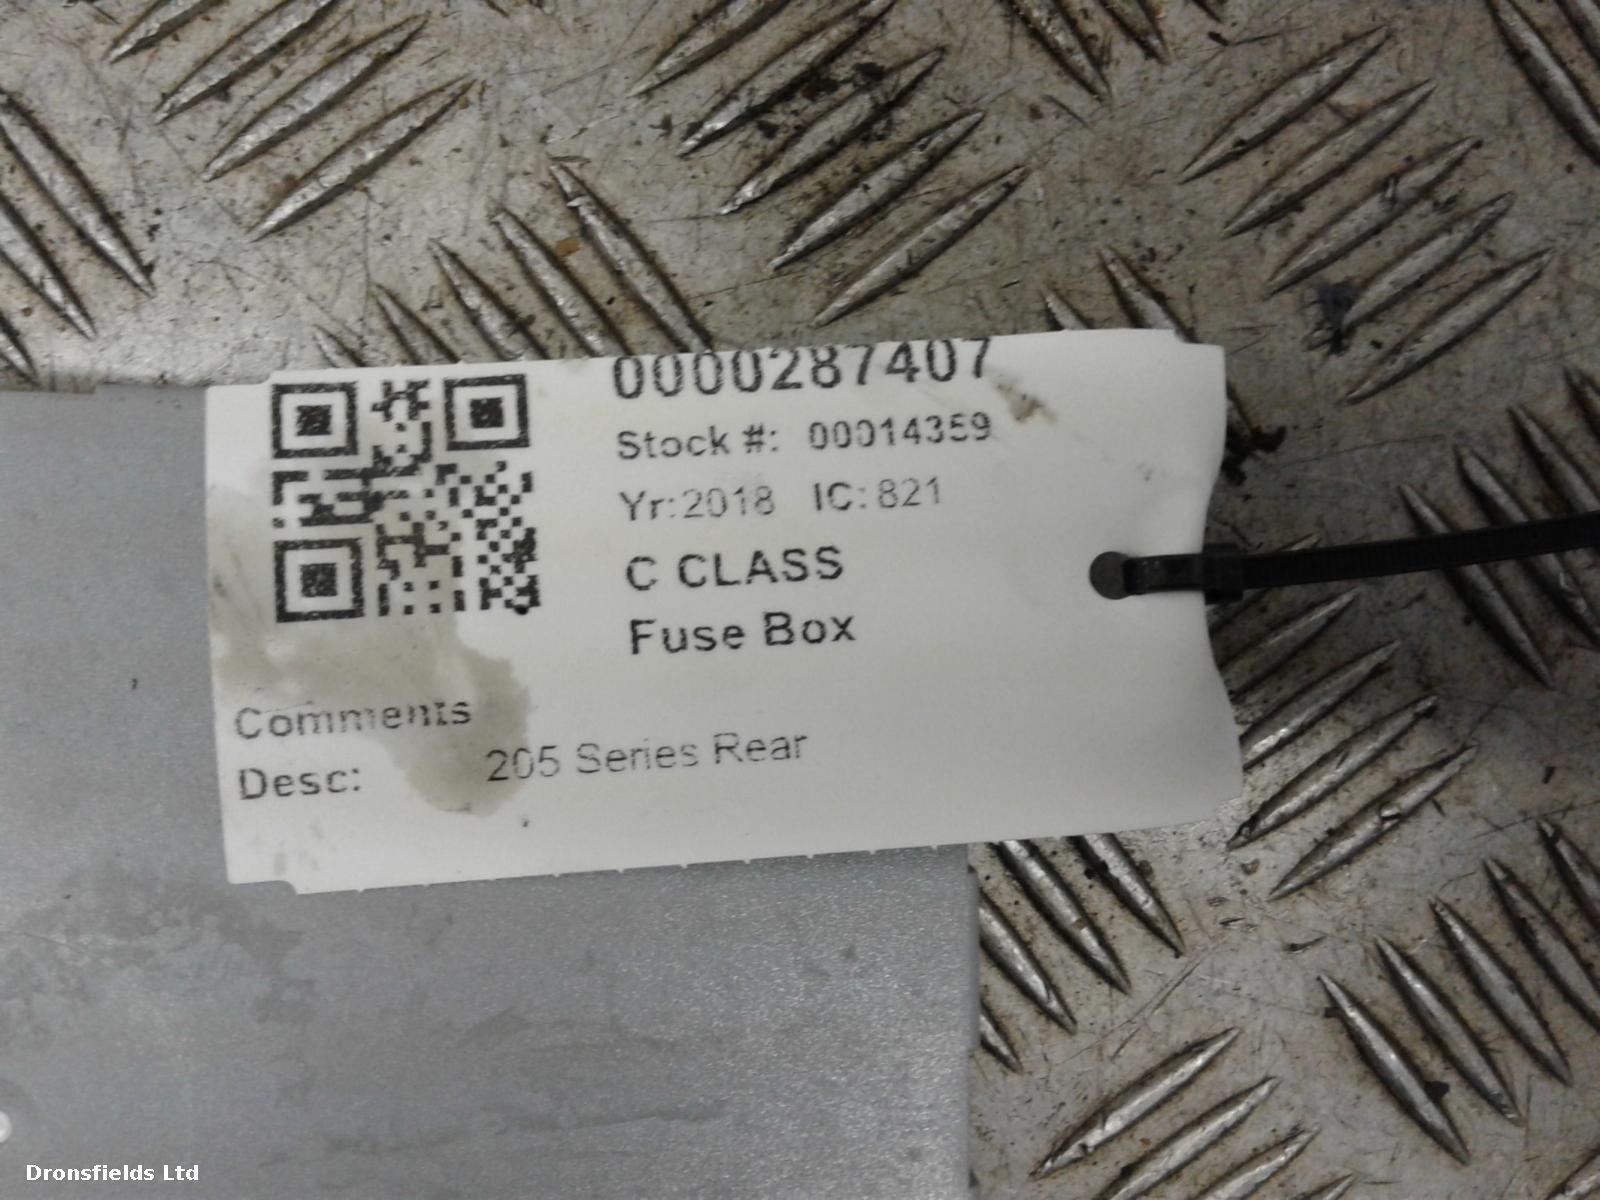 0000287407
Stock #: 00014359
Yr:2018 IC:821
C CLASS
Fuse Box
Comments
Desc: 205 Series Rear
Dronsfields Ltd